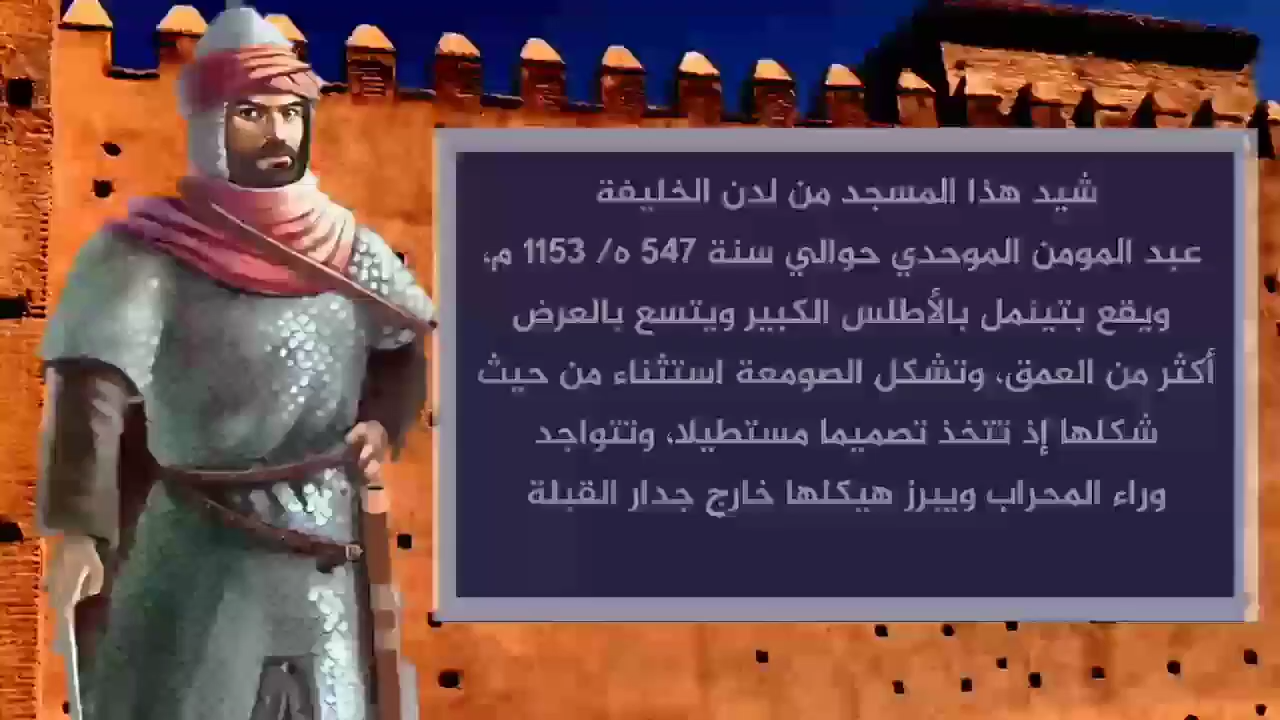 شيد هذا المسجد من لدن الخليفة
عبد المومن الموحدي حوالي سنة 547 ه/ 1153 م،
ويقع بتينمل بالأطلس الكبير ويتسع بالعرض
أكثر من العمق، وتشكل الصومعة استثناء من حيث
شكلها إذ تتخذ تصميما مستطيلا، وتتواجد
وراء المحراب ويبرز هيكلها خارج جدار القبلة